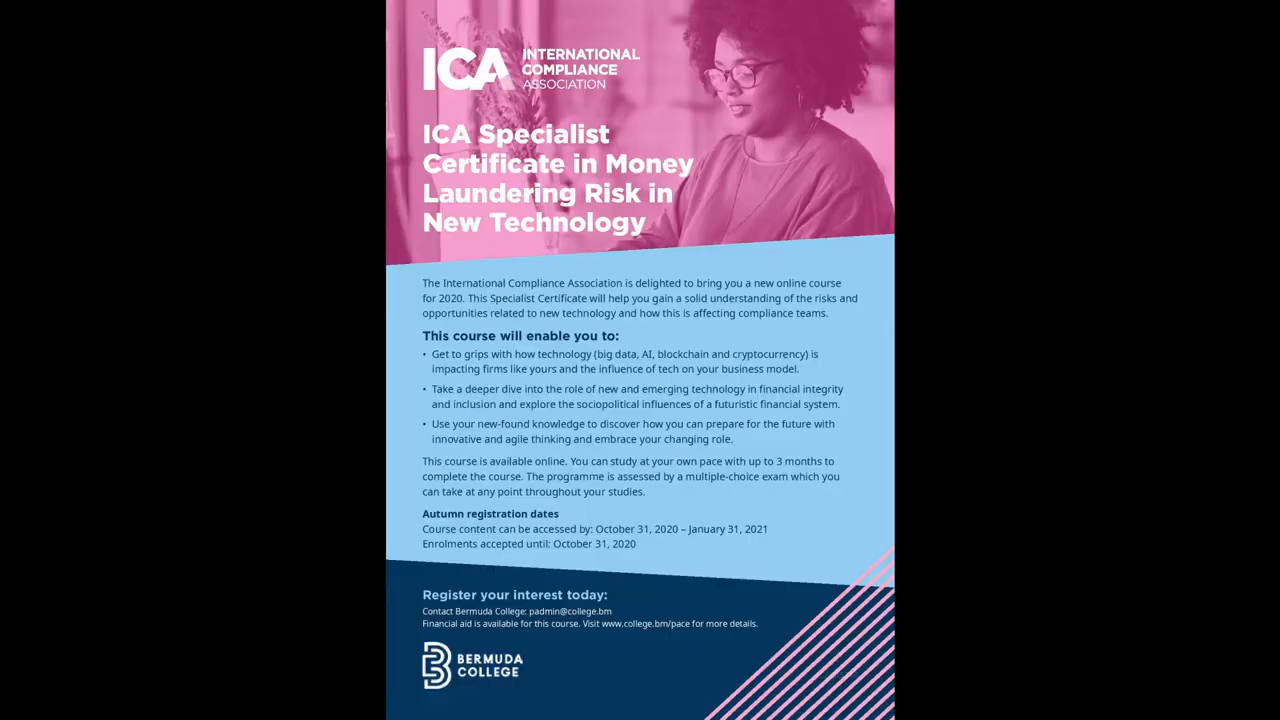 ICA INTERNATIONAL
COMPLIANCE
ASSOCIATION
ICA Specialist
Certificate in Money
Laundering Risk in
New Technology
The International Compliance Association is delighted to bring you a new online course
for 2020. This Specialist Certificate will help you gain a solid understanding of the risks and
opportunities related to new technology and how this is affecting compliance teams.
This course will enable you to:
• Get to grips with how technology (big data, AI, blockchain and cryptocurrency) is
impacting firms like yours and the influence of tech on your business model.
• Take a deeper dive into the role of new and emerging technology in financial integrity
and inclusion and explore the sociopolitical influences of a futuristic financial system.
• Use your new-found knowledge to discover how you can prepare for the future with
innovative and agile thinking and embrace your changing role.
This course is available online. You can study at your own pace with up to 3 months to
complete the course. The programme is assessed by a multiple-choice exam which you
can take at any point throughout your studies.
Autumn registration dates
Course content can be accessed by: October 31, 2020 – January 31, 2021
Enrolments accepted until: October 31, 2020
Register your interest today:
Contact Bermuda College: padmin@college.bm
Financial aid is available for this course. Visit www.college.bm/pace for more details.
BERMUDA
COLLEGE